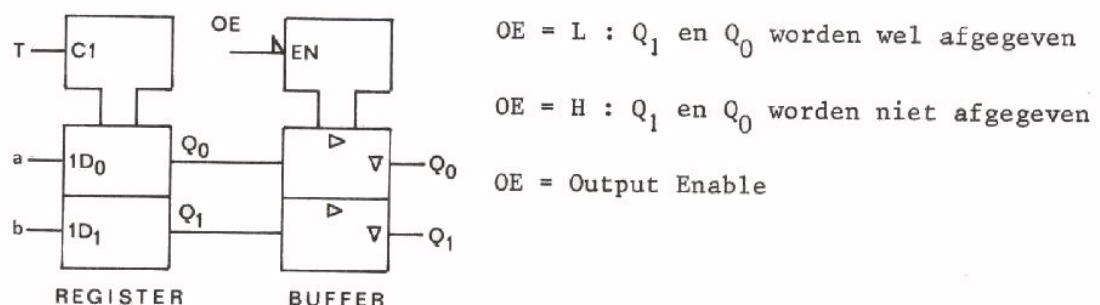 OE
T
C1
EN
a
1D0
Q0
Q0
b
1D1
Q1
Q1
REGISTER
BUFFER
OE = L : Q1 en Q0 worden wel afgegeven
OE = H : Q1 en Q0 worden niet afgegeven
OE = Output Enable